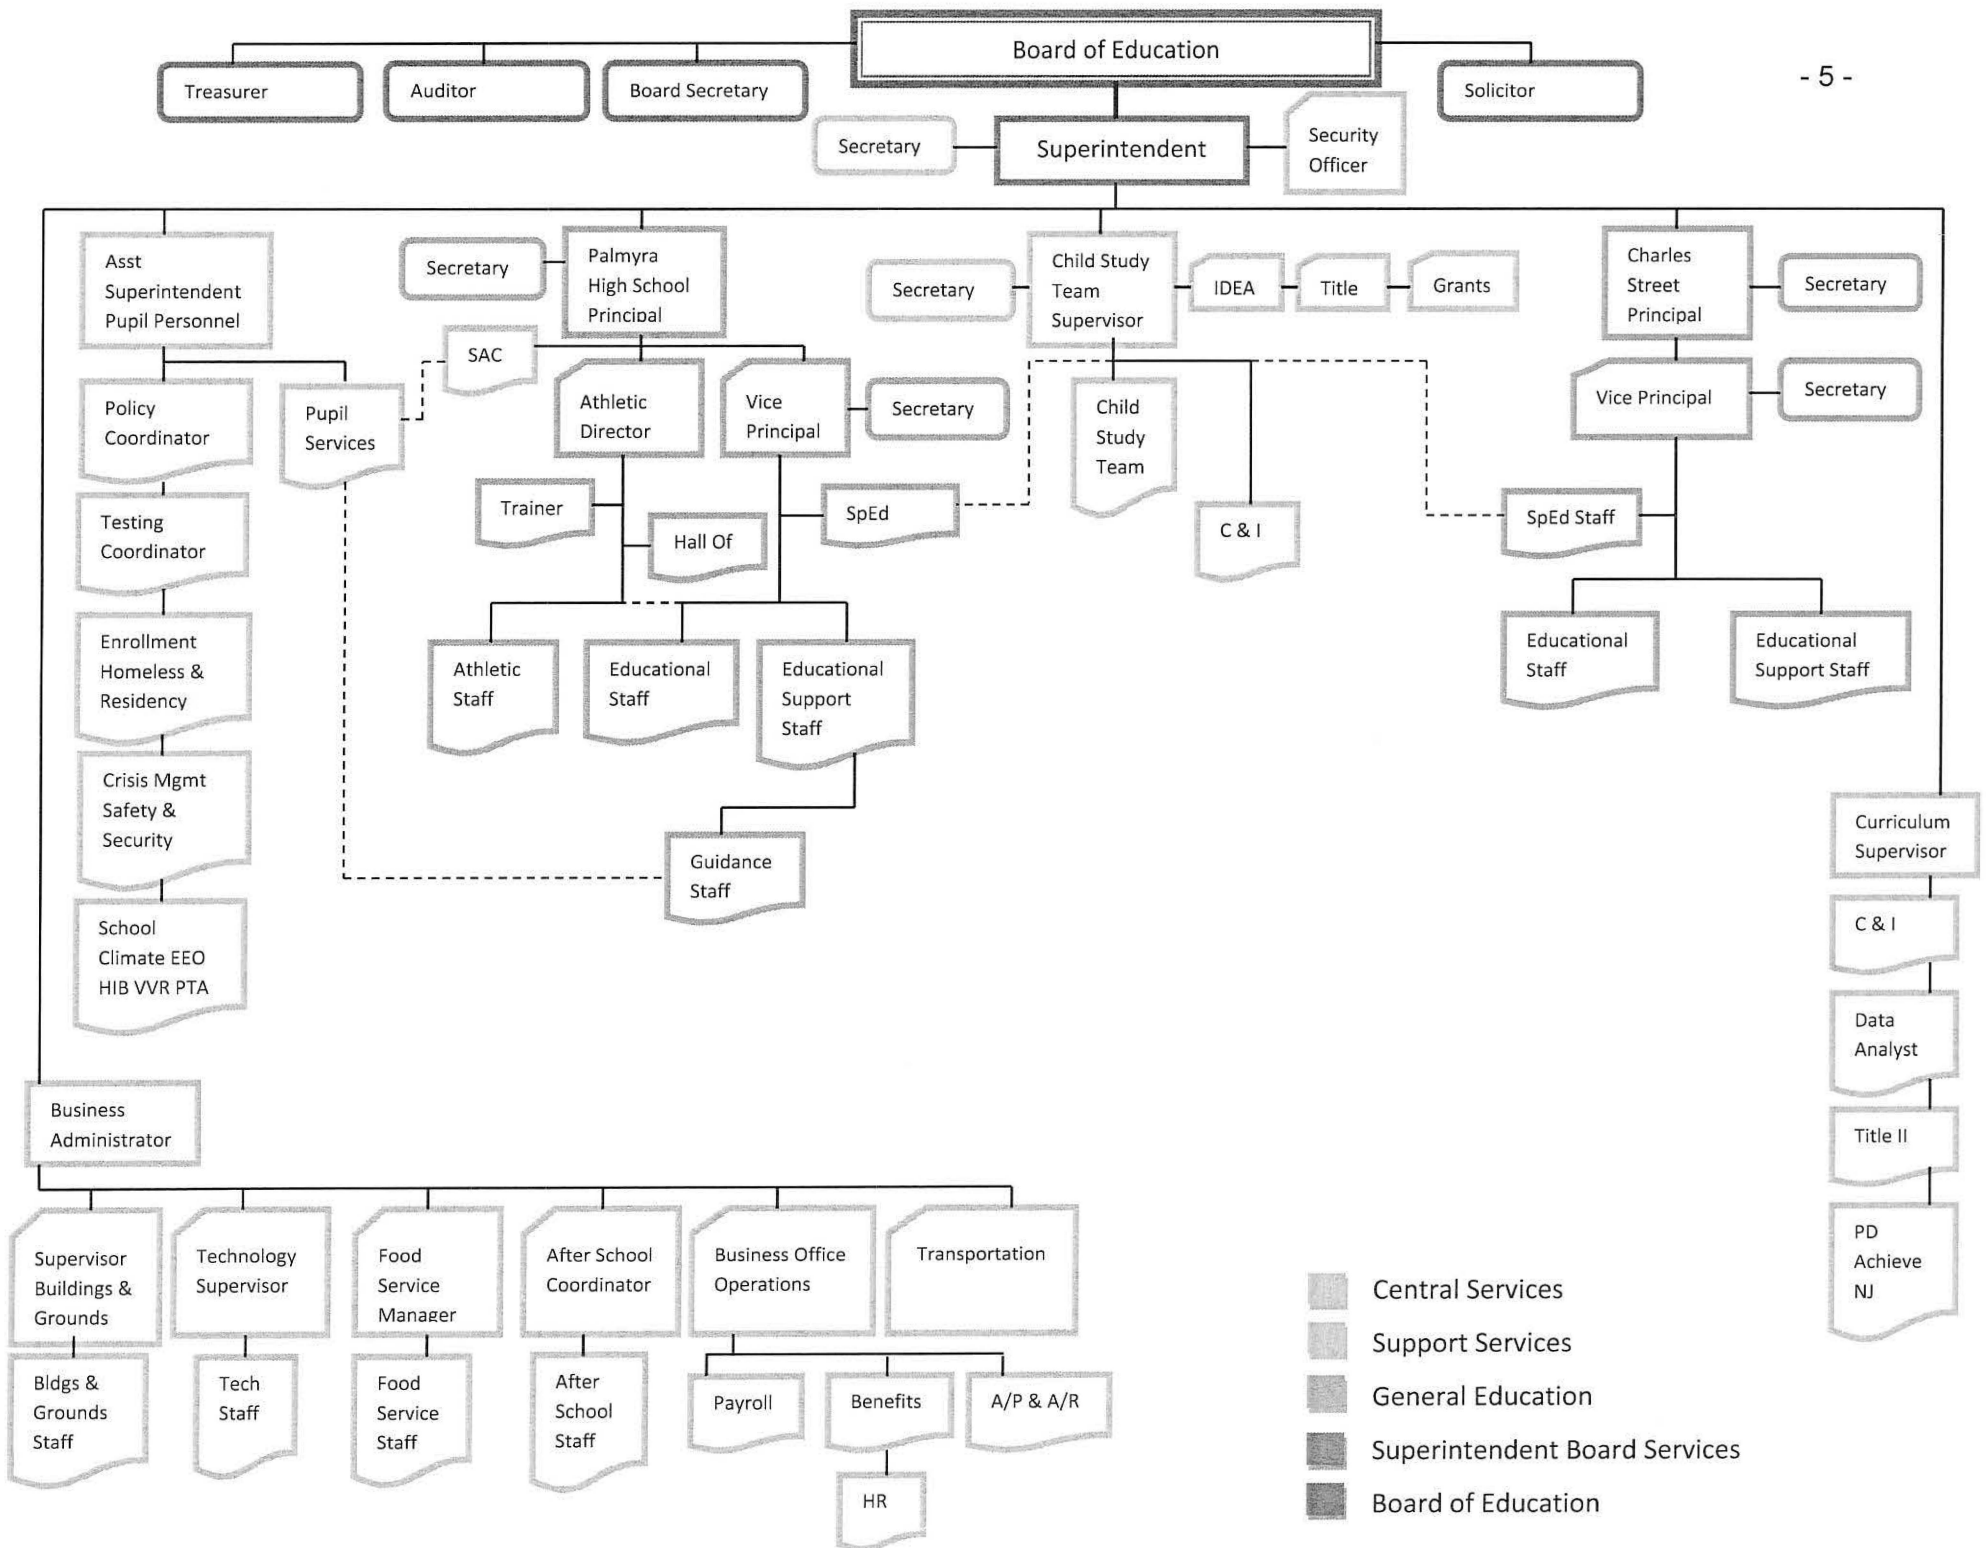 Board of Education
- 5 -
Treasurer
Auditor
Board Secretary
Solicitor
Secretary
Superintendent
Security
Officer
Asst
Superintendent
Pupil Personnel
Secretary
Palmyra
High School
Principal
Secretary
Child Study
Team
Supervisor
IDEA
Title
Grants
Charles
Street
Principal
Secretary
SAC
Policy
Coordinator
Pupil
Services
Athletic
Director
Vice
Principal
Secretary
Child
Study
Team
Vice Principal
Secretary
Testing
Coordinator
Trainer
Hall Of
SpEd
C & I
SpEd Staff
Enrollment
Homeless &
Residency
Athletic
Staff
Educational
Staff
Educational
Support
Staff
Educational
Staff
Educational
Support Staff
Crisis Mgmt
Safety &
Security
Guidance
Staff
Curriculum
Supervisor
School
Climate EEO
HIB VVR PTA
C & I
Data
Analyst
Title II
PD
Achieve
NJ
Business
Administrator
Supervisor
Buildings &
Grounds
Technology
Supervisor
Food
Service
Manager
After School
Coordinator
Business Office
Operations
Transportation
Bldgs &
Grounds
Staff
Tech
Staff
Food
Service
Staff
After
School
Staff
Payroll
Benefits
A/P & A/R
HR
Central Services
Support Services
General Education
Superintendent Board Services
Board of Education